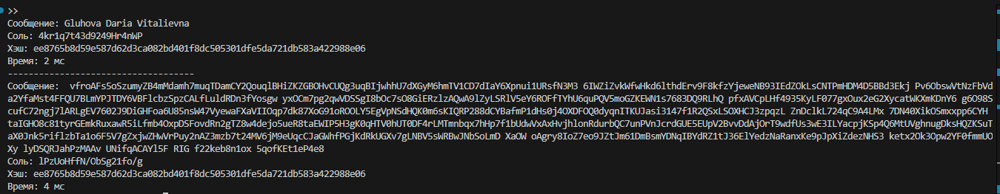 >>
Сообщение: Gluhova Daria Vitalievna
Соль: 4kr1q7t43d9249Hr4nWP
Хэш: ee8765b8d59e587d62d3ca082bd401f8dc505301dfe5da721db583a422988e06
Время: 2 мс
------------------------------------
Сообщение:  vfroAFs5oSzumyZB4mMdamh7muqTDamCY2QouqlBHiZKZGBOHvCUQg3uqBIjwhhU7dXGyM6hmTV1CD7dIaY6Xpnui1URsfN3M3 6IWZiZvkWfwHkd6lthdErv9F8kfzYjeweNB93IEdZOkLsCNTPmHDM4D5BBd3Ekj Pv6ObswVtNzFbVd
a2YfaMst4FFQU7BLmYPJTDY6VBFlcbzSpzCALfLuldRDn3fYosgw yxOCm7pg2qwVDSSgI8bOc7sO8GiERzlzAQwA9lZyLSRlV5eY6ROFfTYhU6quPQV5moGZKEWN1s7683DQ9RLhQ pfxAVCpLHf4935KyLF077gxOux2eG2XycatWKXmKDnY6 g6O98S
cufC72ngj7lARLgEV7602J9DiGHFoa6U85nsW47VyewaFXaVIIOqp7dk87XoG91oROOLY5EgVpNSdHQK0m6sKIQRP288dCYBafmP1dHs0j4OXDFOQ0dyqnITKUJasi3147f1R2QSxLSOXHCJ3zpqzL ZnDclkL724qC9A4LMx 7DN40XikOSmxxpp6CYH
taIGHO8c81tyrGEmkRuxawR5iLfmb4OxpDSFovdRn2gTZ8w4dejo5ueR8taEWIP5H3gK0qHTV0hUT0DF4rLMTmnbqx7hHp7f1bUdwVxAxHvjhlonRdurbQC7unPVnJcrdGUE5EUpV2BvvDdAjOrT9wdfUs3wE3ILYacpjKSp4Q6MtUVghnugDksHQZKSuT
aX0Jnk5riflzbTa1o6F5V7gZxjwZHwVrPuy2nAZ3mzb7t24MV6jM9eUqcCJaGWhfPGjKdRkUGXv7gLNBV5sWRBwJNbSoLmD XaOW oAgry8IoZ7eo9JZtJm61DmBsmYDNqIBYdRZ1tJ36ElYedzNaRanxKe9pJpXiZdezNHS3 ketx2Ok3Opw2YF0fmmUO
Xy lyDSQRJahPzMAAv UNifqACAYl5F RIG f22keb8n1ox 5qofKEt1eP4e8
Соль: lPzUoHffN/ObSg21fo/g
Хэш: ee8765b8d59e587d62d3ca082bd401f8dc505301dfe5da721db583a422988e06
Время: 4 мс